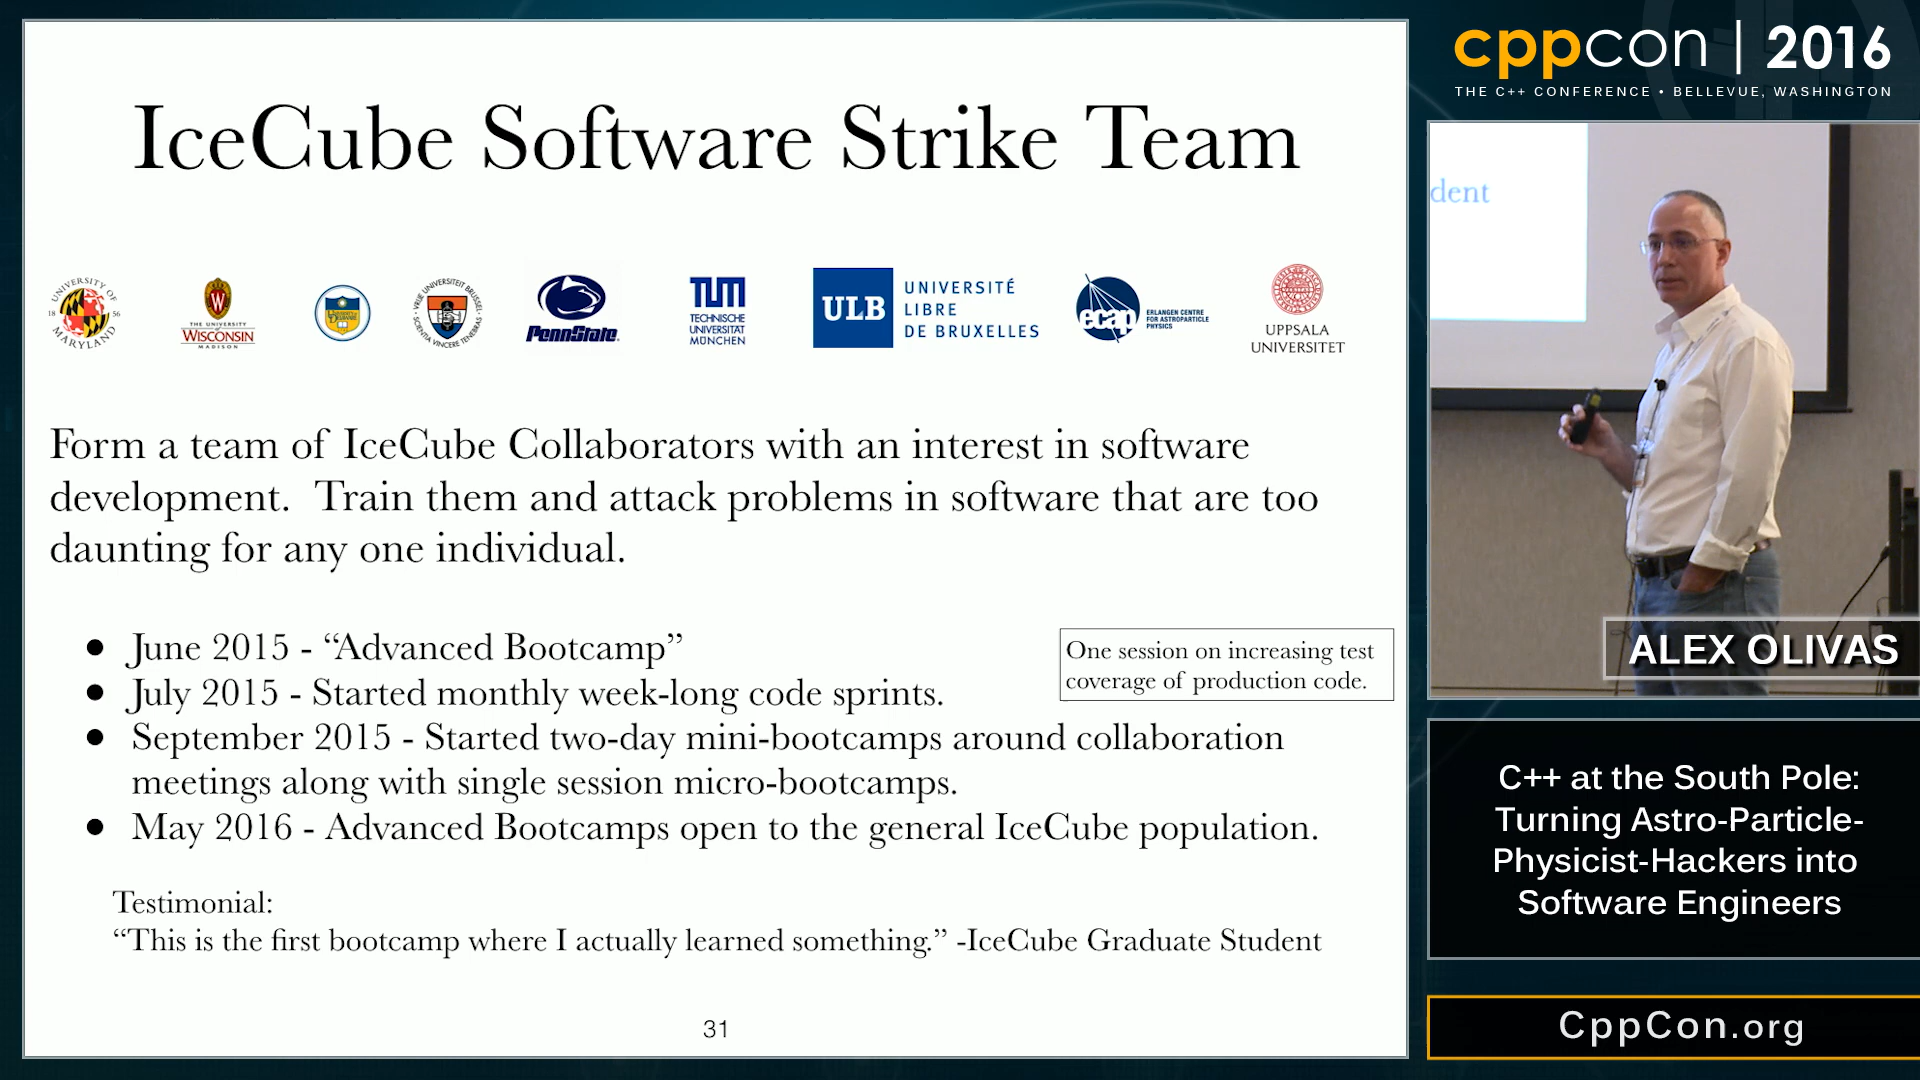 IceCube Software Strike Team
UNIVERSITY OF
18 56
MARYLAND
W
THE UNIVERSITY
of
WISCONSIN
MADISON
VRIJE UNIVERSITEIT BRUSSEL
SCIENTIA VINCERE TENEBRAS
PennState
TUM
TECHNISCHE
UNIVERSITÄT
MÜNCHEN
ULB
UNIVERSITÉ
LIBRE
DE BRUXELLES
ecap
ERLANGEN CENTRE
FOR ASTROPARTICLE
PHYSICS
UPPSALA
UNIVERSITET
Form a team of IceCube Collaborators with an interest in software
development. Train them and attack problems in software that are too
daunting for any one individual.
● June 2015 - “Advanced Bootcamp”
● July 2015 - Started monthly week-long code sprints.
One session on increasing test
coverage of production code.
● September 2015 - Started two-day mini-bootcamps around collaboration
meetings along with single session micro-bootcamps.
● May 2016 - Advanced Bootcamps open to the general IceCube population.
Testimonial:
“This is the first bootcamp where I actually learned something.” -IceCube Graduate Student
31
cppcon | 2016
THE C++ CONFERENCE • BELLEVUE, WASHINGTON
dent
ALEX OLIVAS
C++ at the South Pole:
Turning Astro-Particle-
Physicist-Hackers into
Software Engineers
CppCon.org